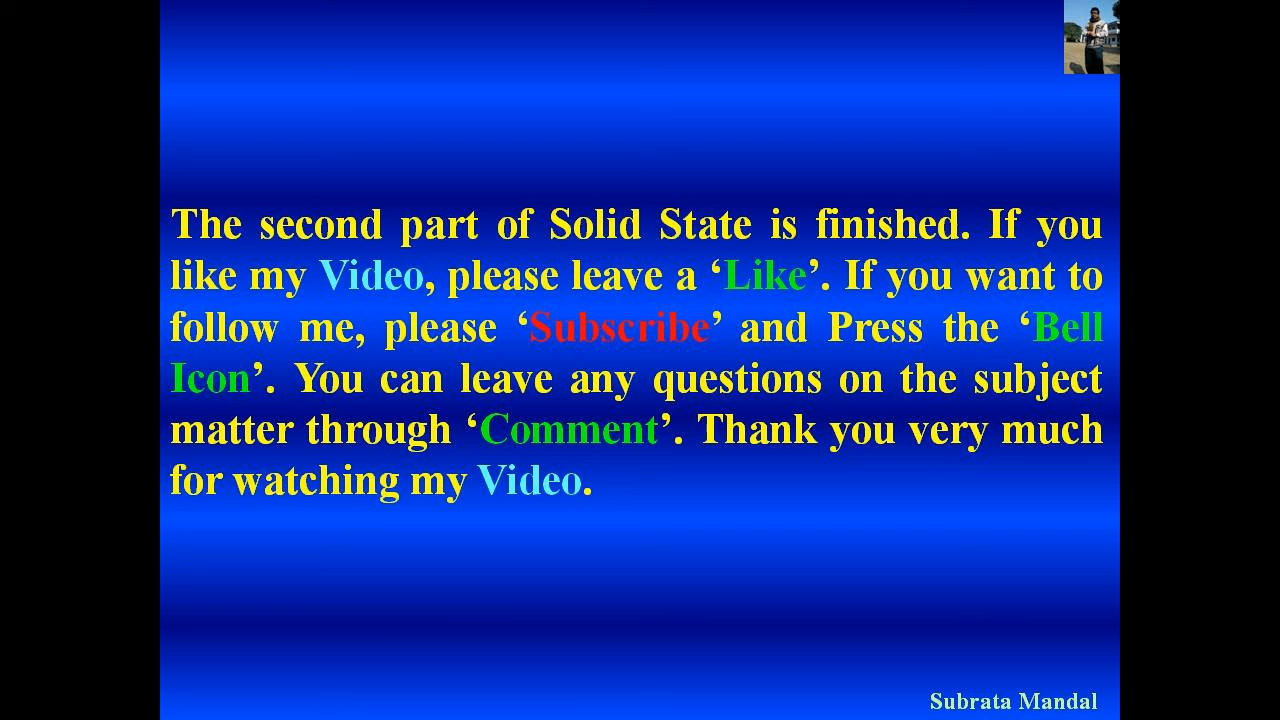 The second part of Solid State is finished. If you
like my Video, please leave a ‘Like’. If you want to
follow me, please ‘Subscribe’ and Press the ‘Bell
Icon’. You can leave any questions on the subject
matter through ‘Comment’. Thank you very much
for watching my Video.
Subrata Mandal